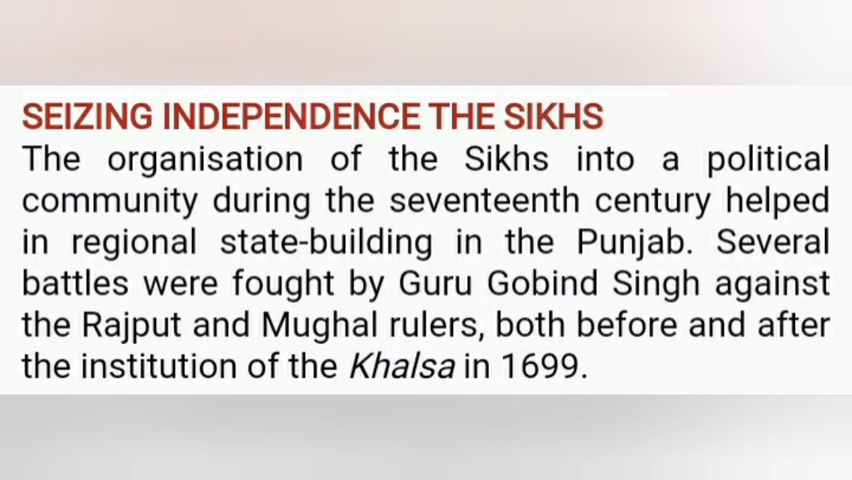 SEIZING INDEPENDENCE THE SIKHS
The organisation of the Sikhs into a political
community during the seventeenth century helped
in regional state-building in the Punjab. Several
battles were fought by Guru Gobind Singh against
the Rajput and Mughal rulers, both before and after
the institution of the Khalsa in 1699.